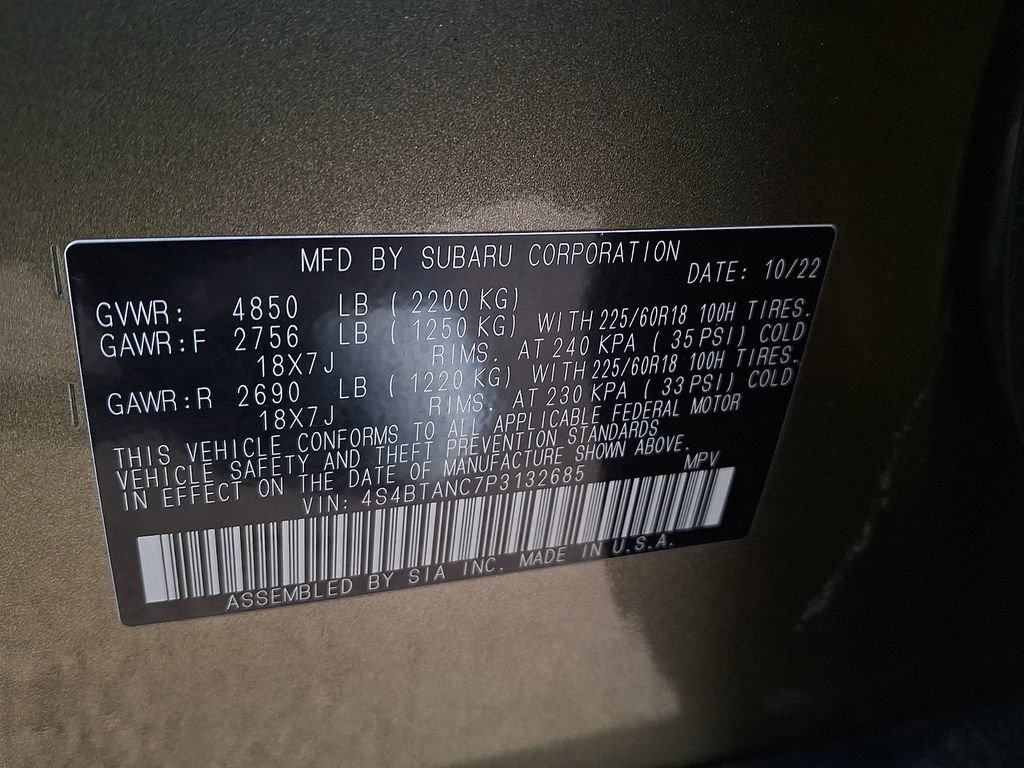 MFD BY SUBARU CORPORATION DATE: 10/22
GVWR: 4850 LB ( 2200 KG)
GAWR:F 2756 LB ( 1250 KG) WITH 225/60R18 100H TIRES.
18X7J RIMS. AT 240 KPA ( 35 PSI) COLD
GAWR:R 2690 LB ( 1220 KG) WITH 225/60R18 100H TIRES.
18X7J RIMS. AT 230 KPA ( 33 PSI) COLD
THIS VEHICLE CONFORMS TO ALL APPLICABLE FEDERAL MOTOR
VEHICLE SAFETY AND THEFT PREVENTION STANDARDS
IN EFFECT ON THE DATE OF MANUFACTURE SHOWN ABOVE.
VIN: 4S4BTANC7P3132685 MPV
ASSEMBLED BY SIA INC. MADE IN U.S.A.